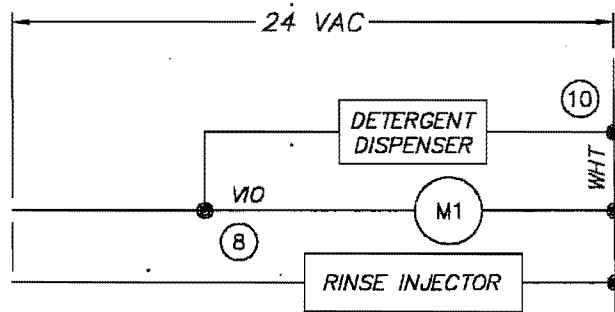 24 VAC
10
DETERGENT
DISPENSER
WHT
VIO
M1
8
RINSE INJECTOR